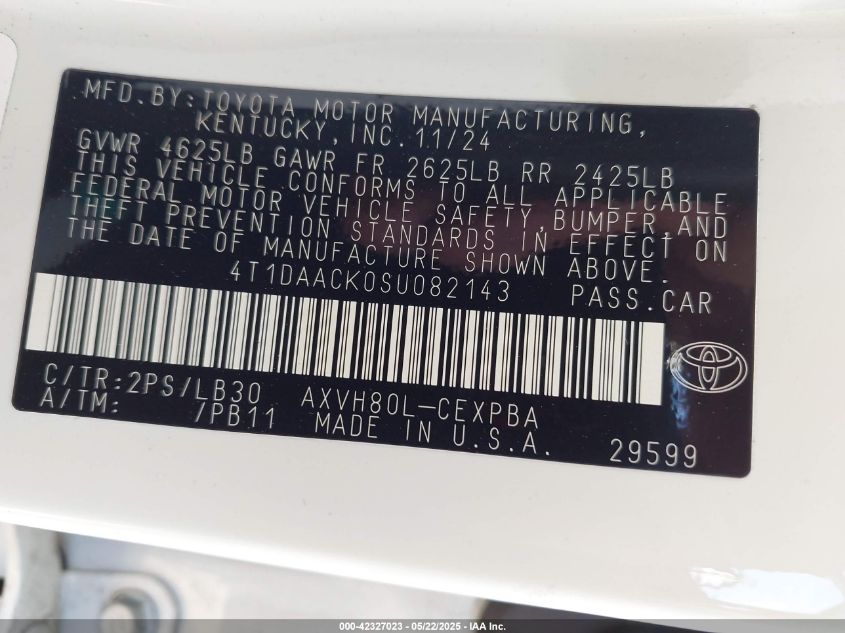 MFD.BY:TOYOTA MOTOR MANUFACTURING,
KENTUCKY,INC.11/24
GVWR 4625LB GAWR FR 2625LB RR 2425LB
THIS VEHICLE CONFORMS TO ALL APPLICABLE
FEDERAL MOTOR VEHICLE SAFETY,BUMPER,AND
THEFT PREVENTION STANDARDS IN EFFECT ON
THE DATE OF MANUFACTURE SHOWN ABOVE.
4T1DAACK0SU082143 PASS.CAR
C/TR:2PS/LB30 AXVH80L-CEXPBA
A/TM: /PB11 MADE IN U.S.A.
29599
000-42327023 - 05/22/2025 - IAA Inc.